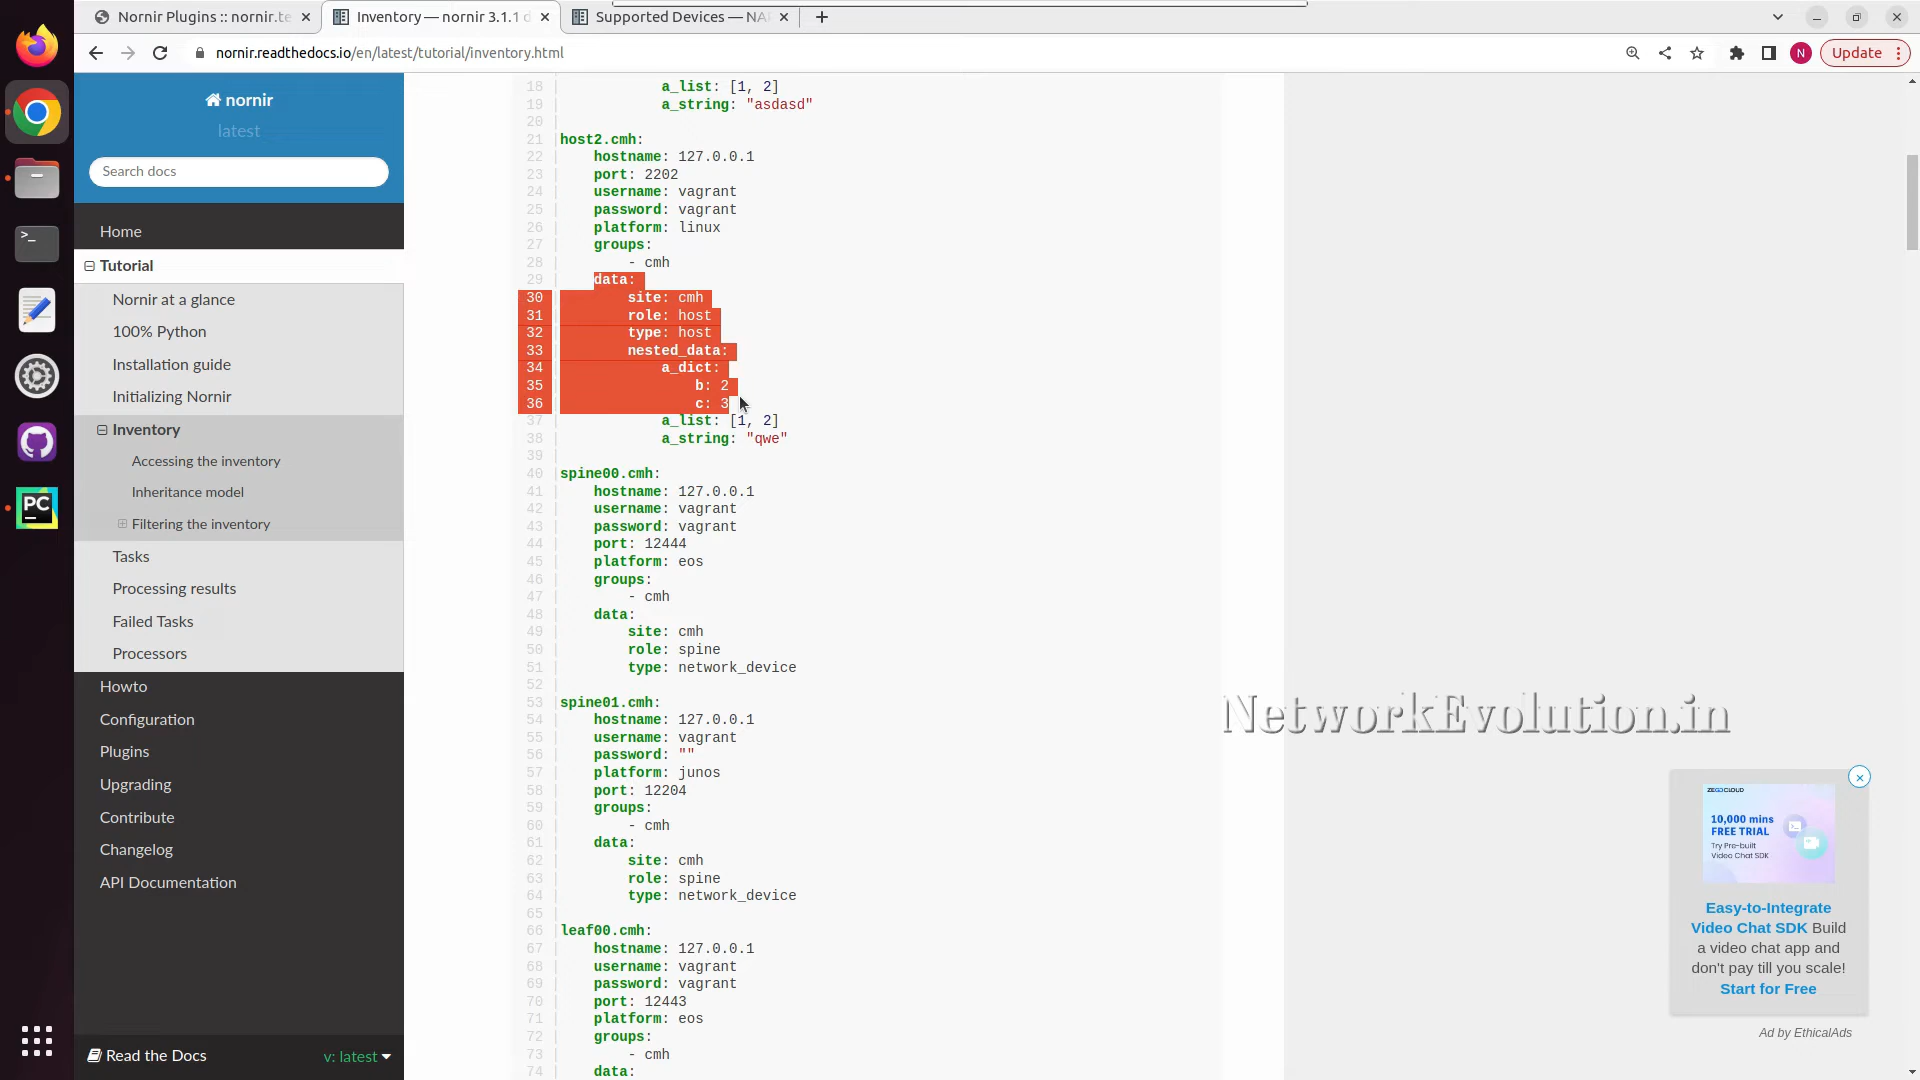 Nornir Plugins :: nornir.te
Inventory — nornir 3.1.1 d
Supported Devices — NA
nornir.readthedocs.io/en/latest/tutorial/inventory.html
N
Update
nornir
latest
Search docs
Home
Tutorial
Nornir at a glance
100% Python
Installation guide
Initializing Nornir
Inventory
Accessing the inventory
Inheritance model
Filtering the inventory
Tasks
Processing results
Failed Tasks
Processors
Howto
Configuration
Plugins
Upgrading
Contribute
Changelog
API Documentation
Read the Docs
v: latest
PC
18 a_list: [1, 2]
19 a_string: "asdasd"
20
21 host2.cmh:
22 hostname: 127.0.0.1
23 port: 2202
24 username: vagrant
25 password: vagrant
26 platform: linux
27 groups:
28 - cmh
29 data:
30 site: cmh
31 role: host
32 type: host
33 nested_data:
34 a_dict:
35 b: 2
36 c: 3
37 a_list: [1, 2]
38 a_string: "qwe"
39
40 spine00.cmh:
41 hostname: 127.0.0.1
42 username: vagrant
43 password: vagrant
44 port: 12444
45 platform: eos
46 groups:
47 - cmh
48 data:
49 site: cmh
50 role: spine
51 type: network_device
52
53 spine01.cmh:
54 hostname: 127.0.0.1
55 username: vagrant
56 password: ""
57 platform: junos
58 port: 12204
59 groups:
60 - cmh
61 data:
62 site: cmh
63 role: spine
64 type: network_device
65
66 leaf00.cmh:
67 hostname: 127.0.0.1
68 username: vagrant
69 password: vagrant
70 port: 12443
71 platform: eos
72 groups:
73 - cmh
74 data:
NetworkEvolution.in
ZEGOCLOUD
10,000 mins
FREE TRIAL
Try Pre-built
Video Chat SDK
Easy-to-Integrate
Video Chat SDK Build
a video chat app and
don't pay till you scale!
Start for Free
Ad by EthicalAds